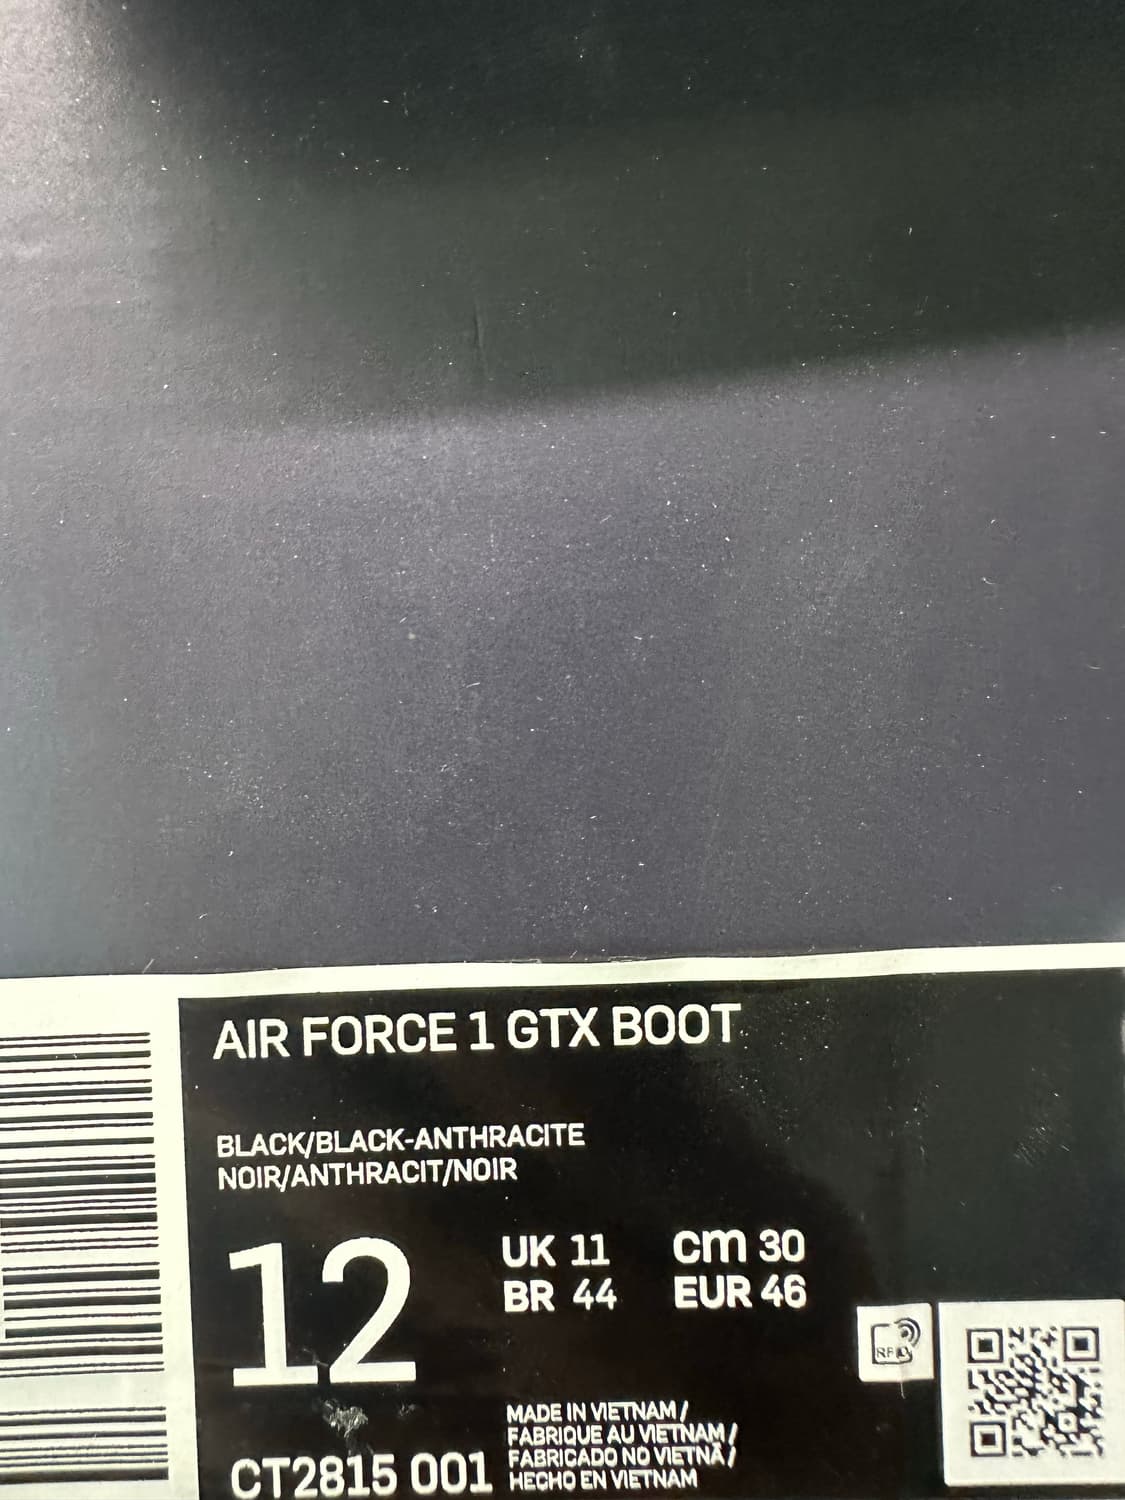 AIR FORCE 1 GTX BOOT
BLACK/BLACK-ANTHRACITE
NOIR/ANTHRACIT/NOIR
12
UK 11 cm 30
BR 44 EUR 46
MADE IN VIETNAM /
FABRIQUE AU VIETNAM /
FABRICADO NO VIETNÃ /
HECHO EN VIETNAM
CT2815 001